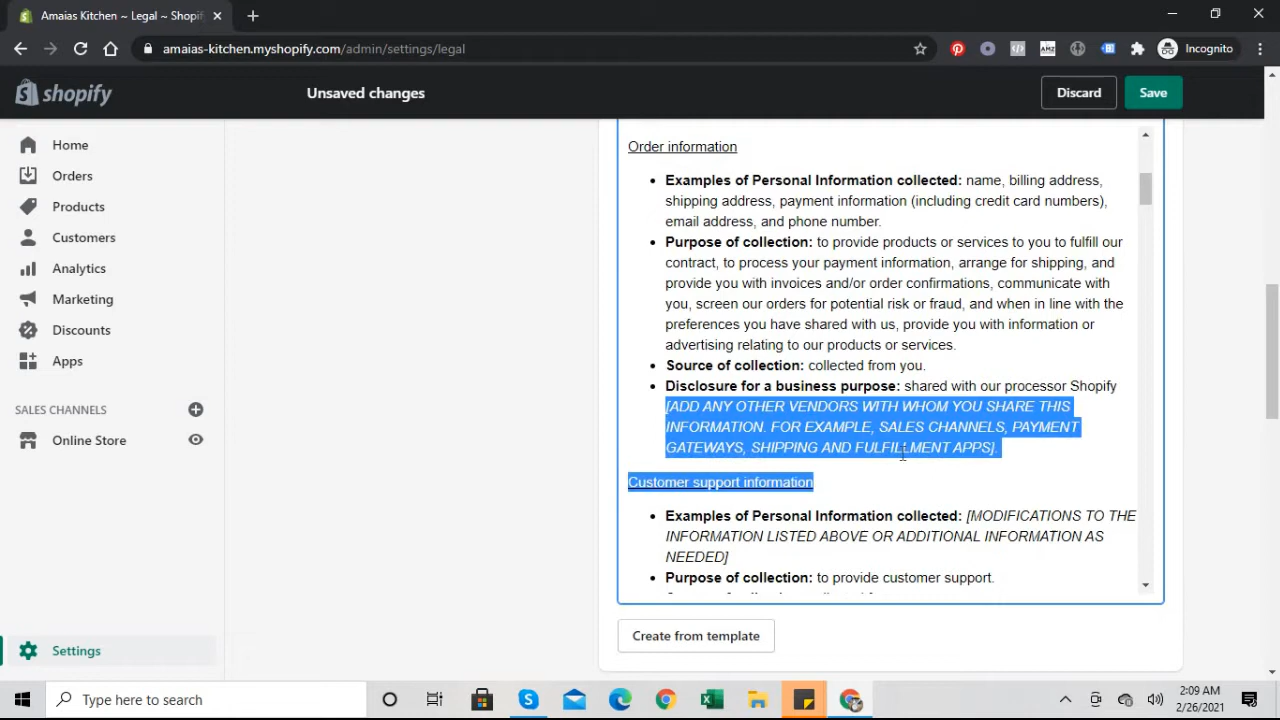 Amaias Kitchen ~ Legal ~ Shopif
amaias-kitchen.myshopify.com/admin/settings/legal
Incognito
shopify
Unsaved changes
Discard
Save
Home
Orders
Products
Customers
Analytics
Marketing
Discounts
Apps
SALES CHANNELS
Online Store
Settings
Order information
Examples of Personal Information collected: name, billing address,
shipping address, payment information (including credit card numbers),
email address, and phone number.
Purpose of collection: to provide products or services to you to fulfill our
contract, to process your payment information, arrange for shipping, and
provide you with invoices and/or order confirmations, communicate with
you, screen our orders for potential risk or fraud, and when in line with the
preferences you have shared with us, provide you with information or
advertising relating to our products or services.
Source of collection: collected from you.
Disclosure for a business purpose: shared with our processor Shopify
[ADD ANY OTHER VENDORS WITH WHOM YOU SHARE THIS
INFORMATION. FOR EXAMPLE, SALES CHANNELS, PAYMENT
GATEWAYS, SHIPPING AND FULFILLMENT APPS].
Customer support information
Examples of Personal Information collected: [MODIFICATIONS TO THE
INFORMATION LISTED ABOVE OR ADDITIONAL INFORMATION AS
NEEDED]
Purpose of collection: to provide customer support.
Create from template
Type here to search
2:09 AM
2/26/2021